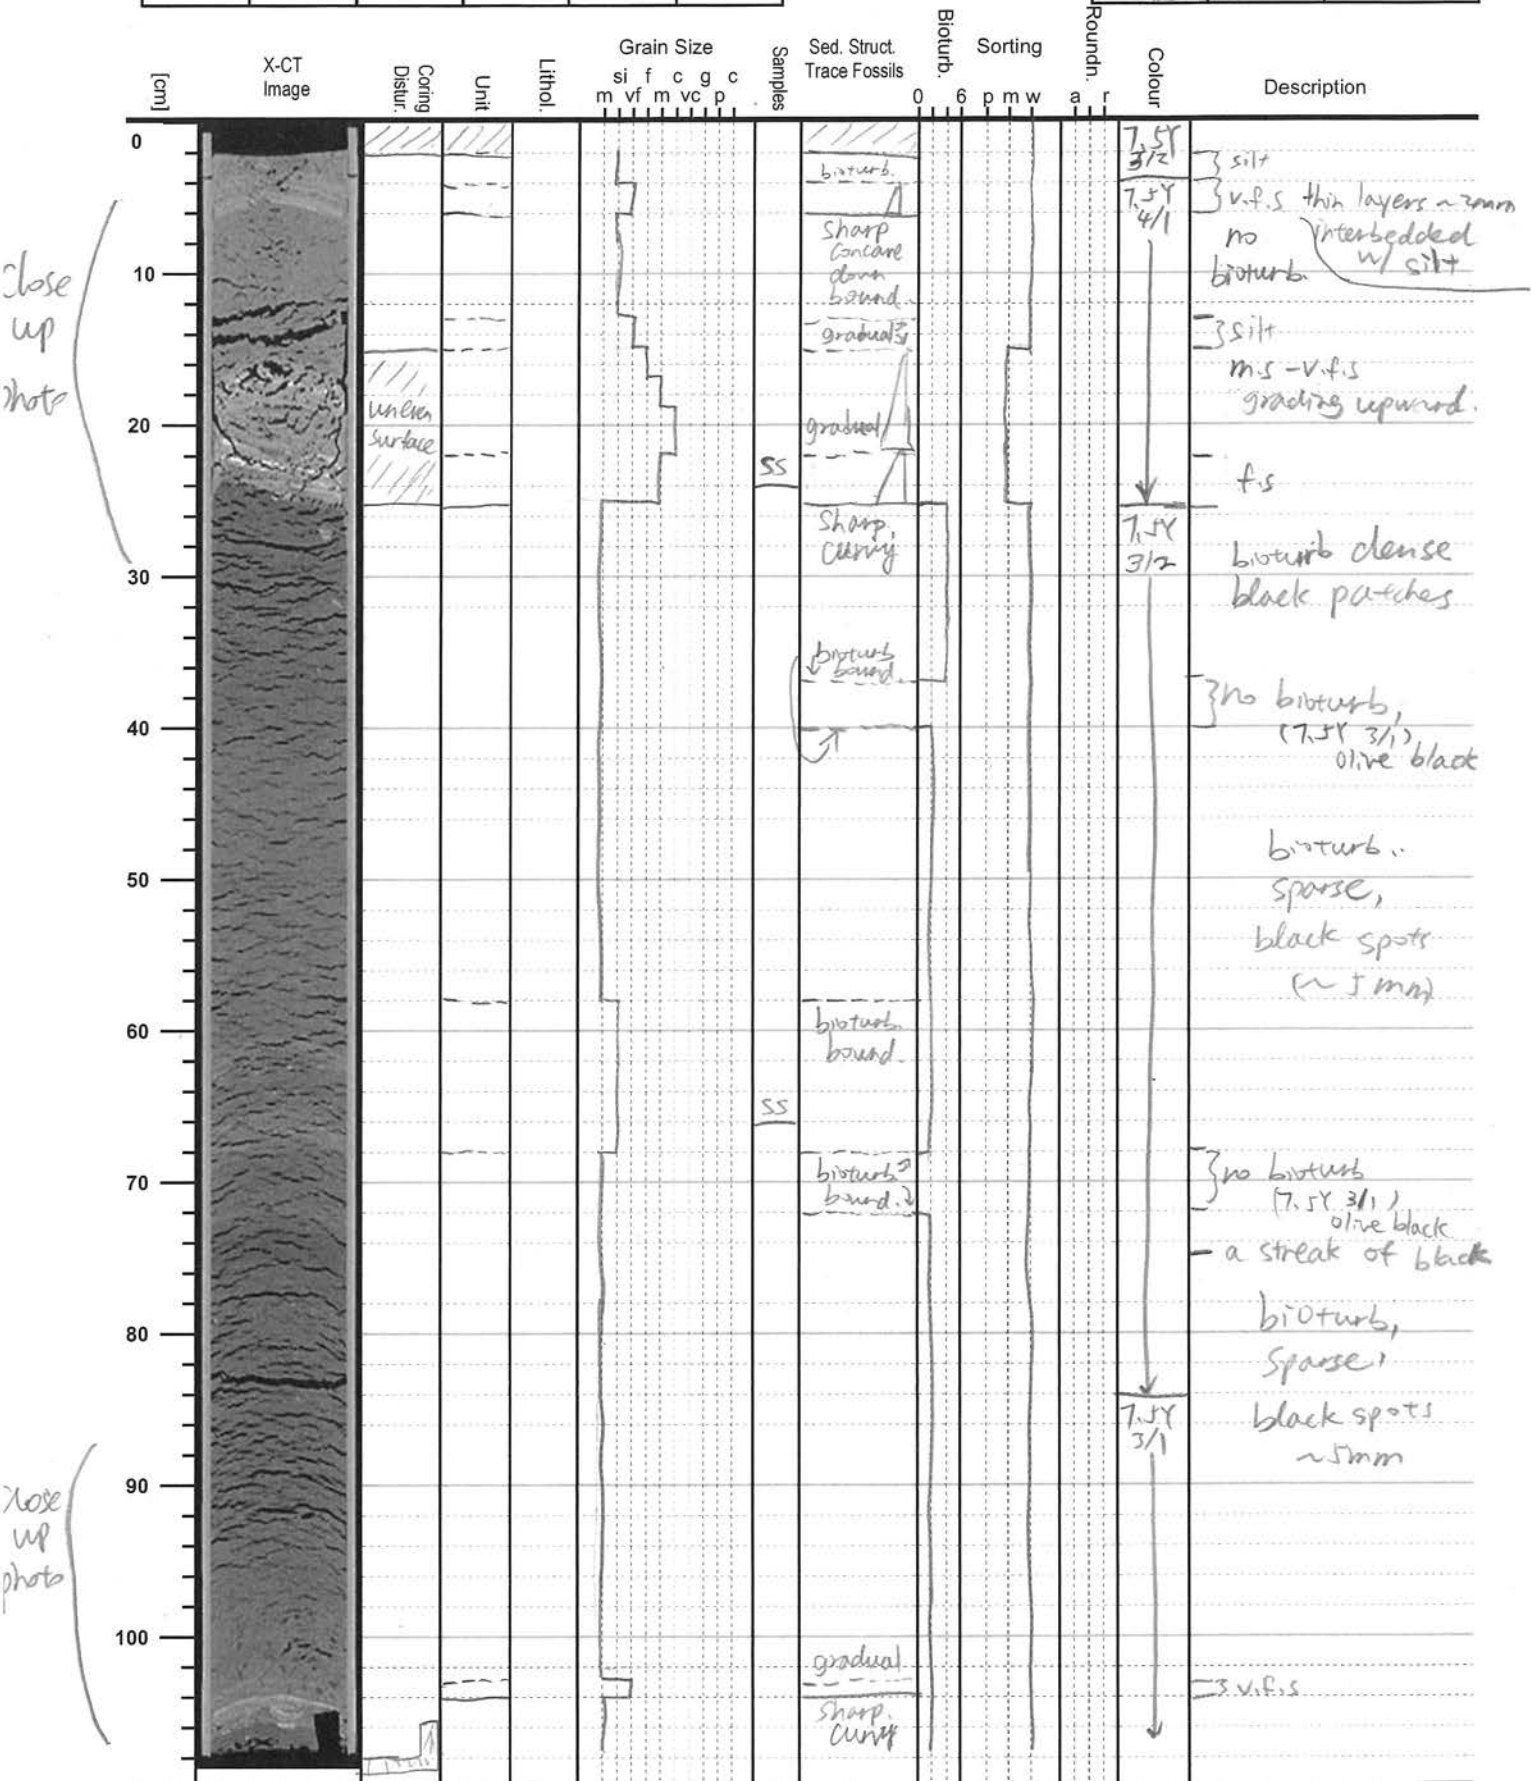 [cm]
X-CT
Image
Coring
Distur.
Unit
Lithol.
Grain Size
si f c g c
m vf m vc p
Samples
Sed. Struct.
Trace Fossils
Bioturb.
0 6
Sorting
p m w
Roundn.
a r
Colour
Description
0
7.5Y
3/2
silt
bioturb.
7.5Y
4/1
v.f.s thin layers ~2mm
interbedded
w/ silt
no
bioturb.
sharp
concave
down
bound.
Close
up
photo
10
gradual
silt
m.s - v.f.s
grading upward.
uneven
surface
20
gradual
SS
f.s
sharp
curvy
7.5Y
3/2
bioturb dense
black patches
30
bioturb
bound.
no bioturb,
(7.5Y 3/1)
olive black
40
bioturb..
sparse,
black spots
(~5mm)
50
60
bioturb.
bound.
SS
70
bioturb
bound.
no bioturb
(7.5Y 3/1)
olive black
a streak of black
80
bioturb,
sparse,
black spots
~5mm
7.5Y
3/1
90
Close
up
photo
100
gradual
v.f.s
sharp
curvy